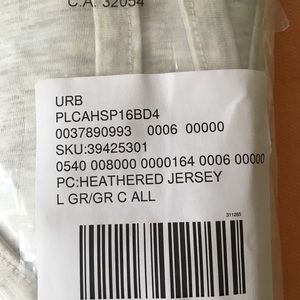 C.A. 32054
URB
PLCAHSP16BD4
0037890993 0006 00000
SKU:39425301
0540 008000 0000164 0006 00000
PC:HEATHERED JERSEY
L GR/GR C ALL
311265